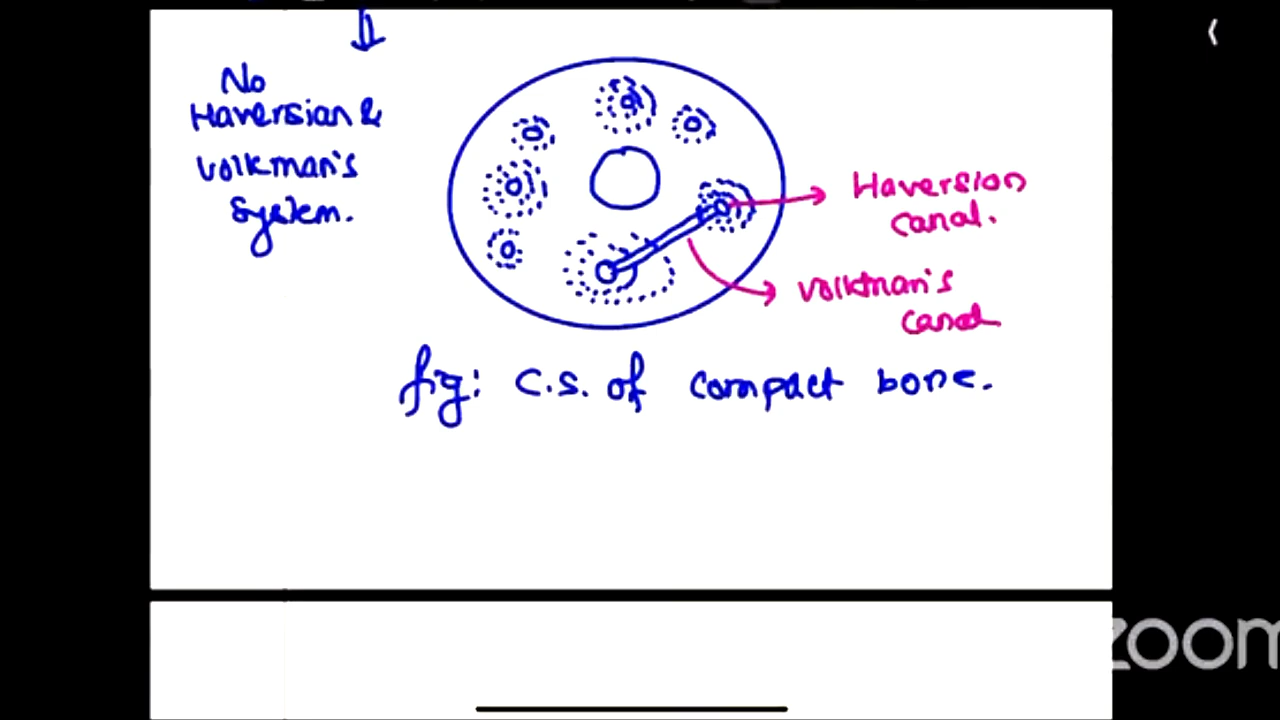 No
Haversian &
Volkman's
System.
Haversion
canal.
Volkman's
canal
fig: C.S. of compact bone.
zoom